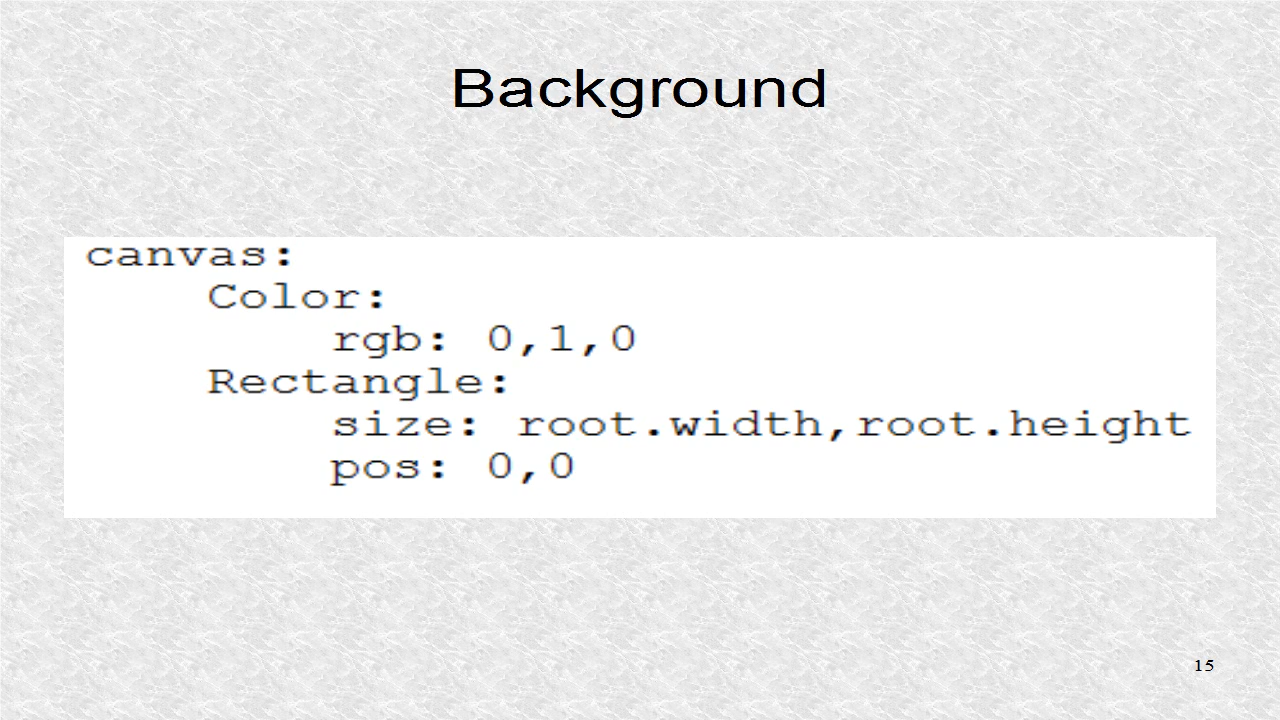 Background
canvas:
    Color:
        rgb: 0,1,0
    Rectangle:
        size: root.width,root.height
        pos: 0,0
15